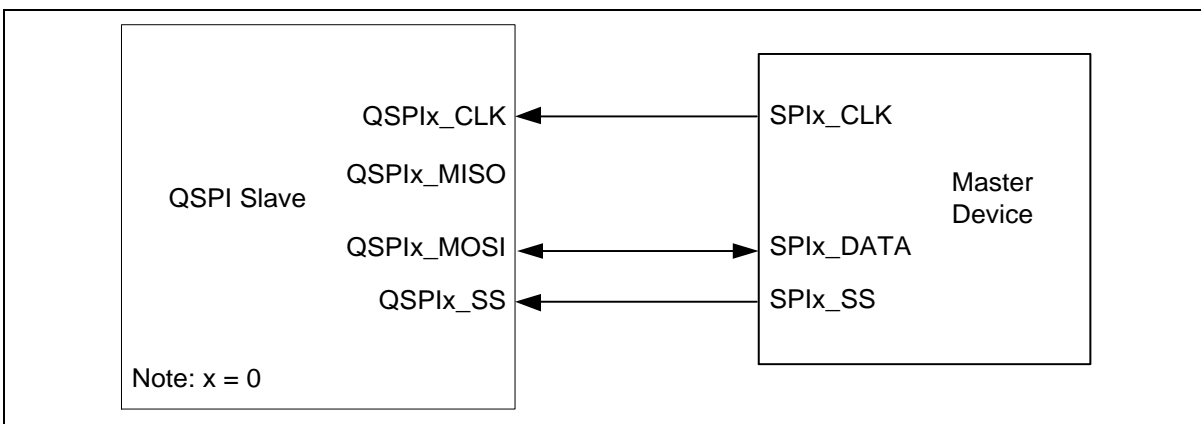 QSPIx_CLK
SPIx_CLK
QSPIx_MISO
QSPI Slave
Master
Device
QSPIx_MOSI
SPIx_DATA
QSPIx_SS
SPIx_SS
Note: x = 0